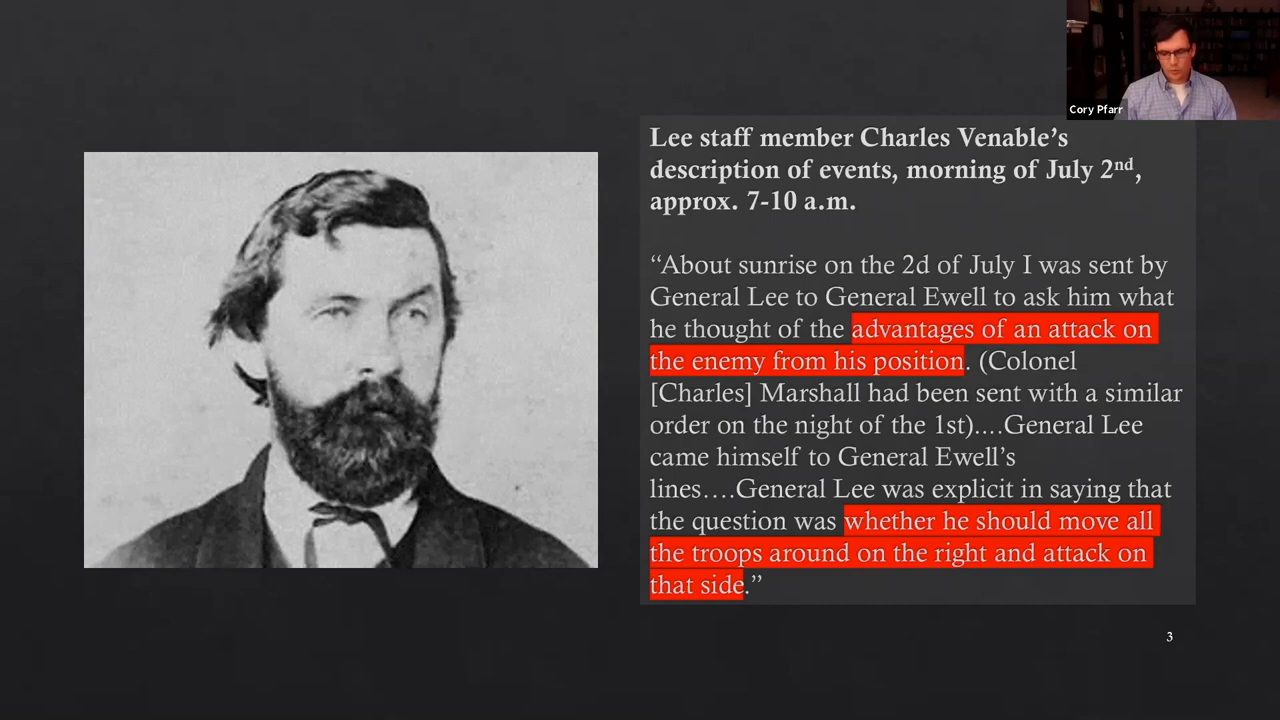 Cory Pfarr
Lee staff member Charles Venable’s
description of events, morning of July 2nd,
approx. 7-10 a.m.
“About sunrise on the 2d of July I was sent by
General Lee to General Ewell to ask him what
he thought of the advantages of an attack on
the enemy from his position. (Colonel
[Charles] Marshall had been sent with a similar
order on the night of the 1st)....General Lee
came himself to General Ewell’s
lines….General Lee was explicit in saying that
the question was whether he should move all
the troops around on the right and attack on
that side.”
3